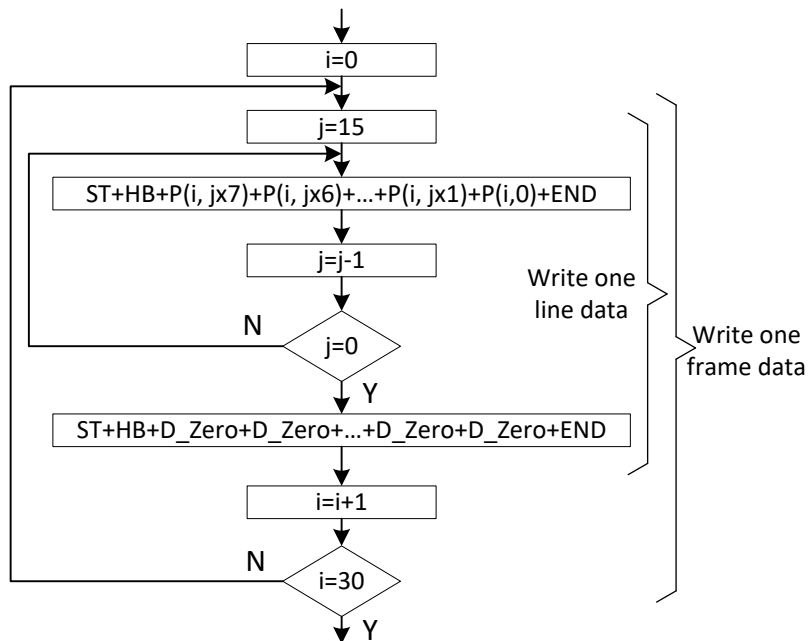 i=0
j=15
ST+HB+P(i, jx7)+P(i, jx6)+...+P(i, jx1)+P(i,0)+END
j=j-1
N
j=0
Y
ST+HB+D_Zero+D_Zero+...+D_Zero+D_Zero+END
i=i+1
N
i=30
Y
Write one
line data
Write one
frame data